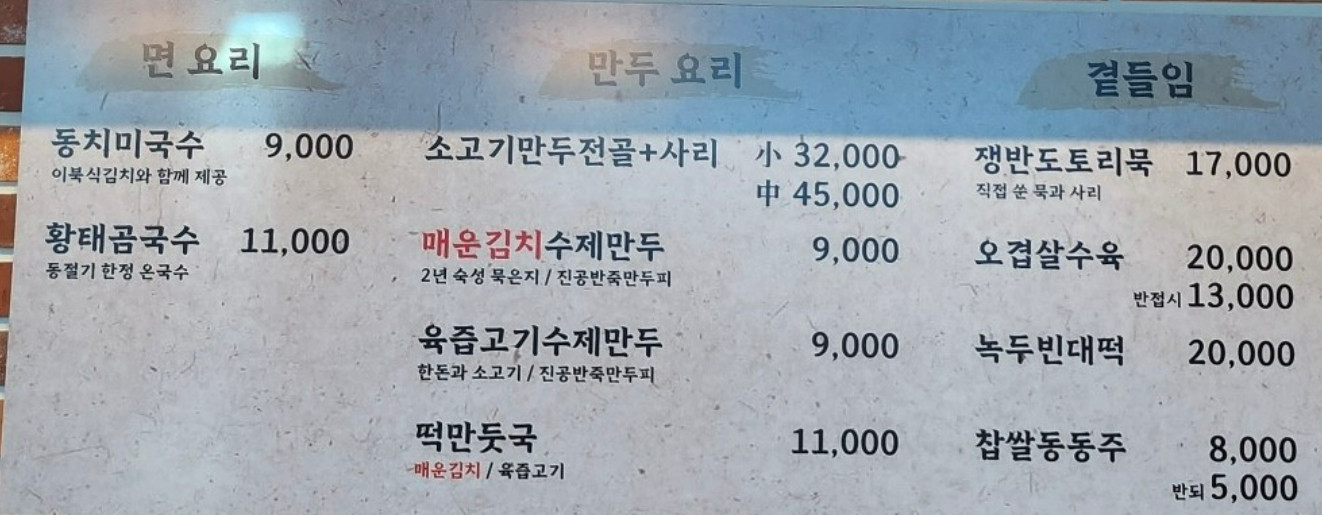 면 요리
동치미국수 9,000
이북식김치와 함께 제공
황태곰국수 11,000
동절기 한정 온국수
만두 요리
소고기만두전골+사리 小 32,000
中 45,000
매운김치수제만두 9,000
2년 숙성 묵은지 / 진공반죽만두피
육즙고기수제만두 9,000
한돈과 소고기 / 진공반죽만두피
떡만둣국 11,000
매운김치 / 육즙고기
곁들임
쟁반도토리묵 17,000
직접 쑨 묵과 사리
오겹살수육 20,000
반접시 13,000
녹두빈대떡 20,000
찹쌀동동주 8,000
반되 5,000